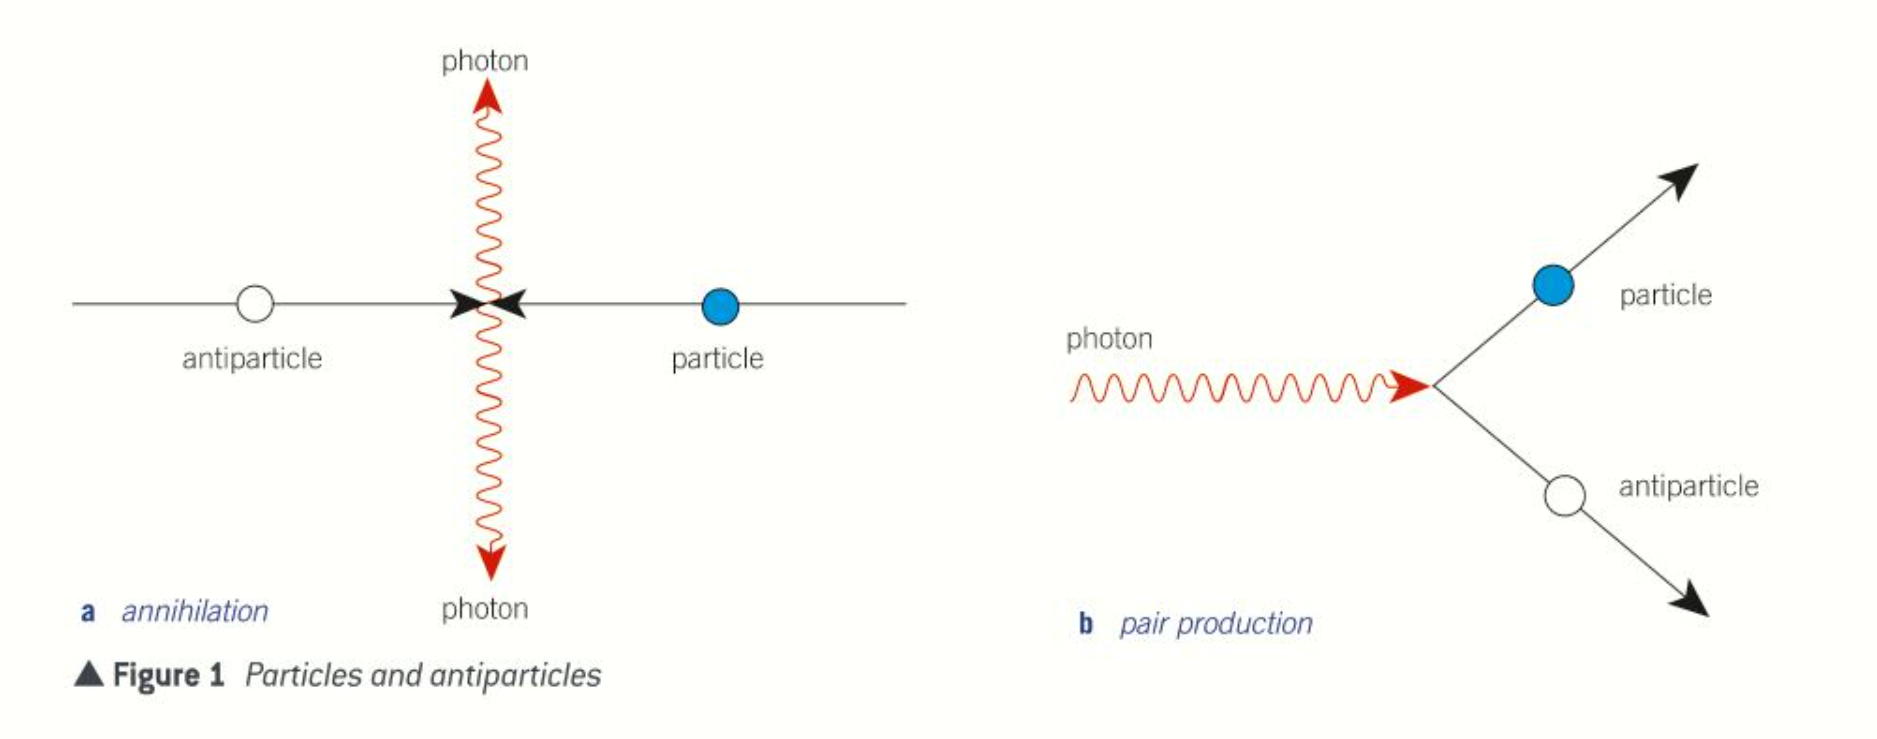 photon
antiparticle
particle
photon
a annihilation
photon
particle
antiparticle
b pair production
▲ Figure 1 Particles and antiparticles